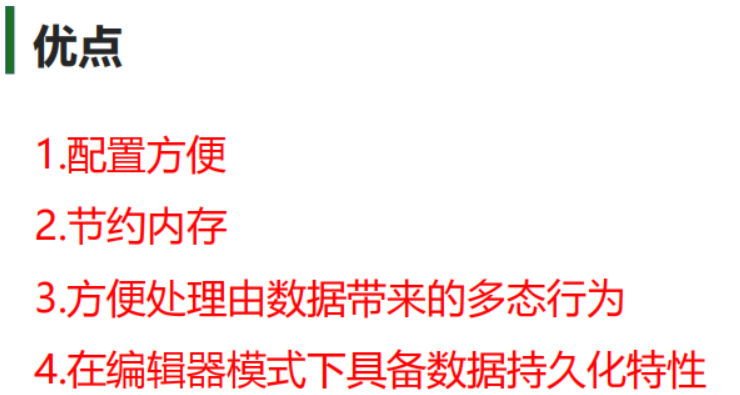 优点
1.配置方便
2.节约内存
3.方便处理由数据带来的多态行为
4.在编辑器模式下具备数据持久化特性